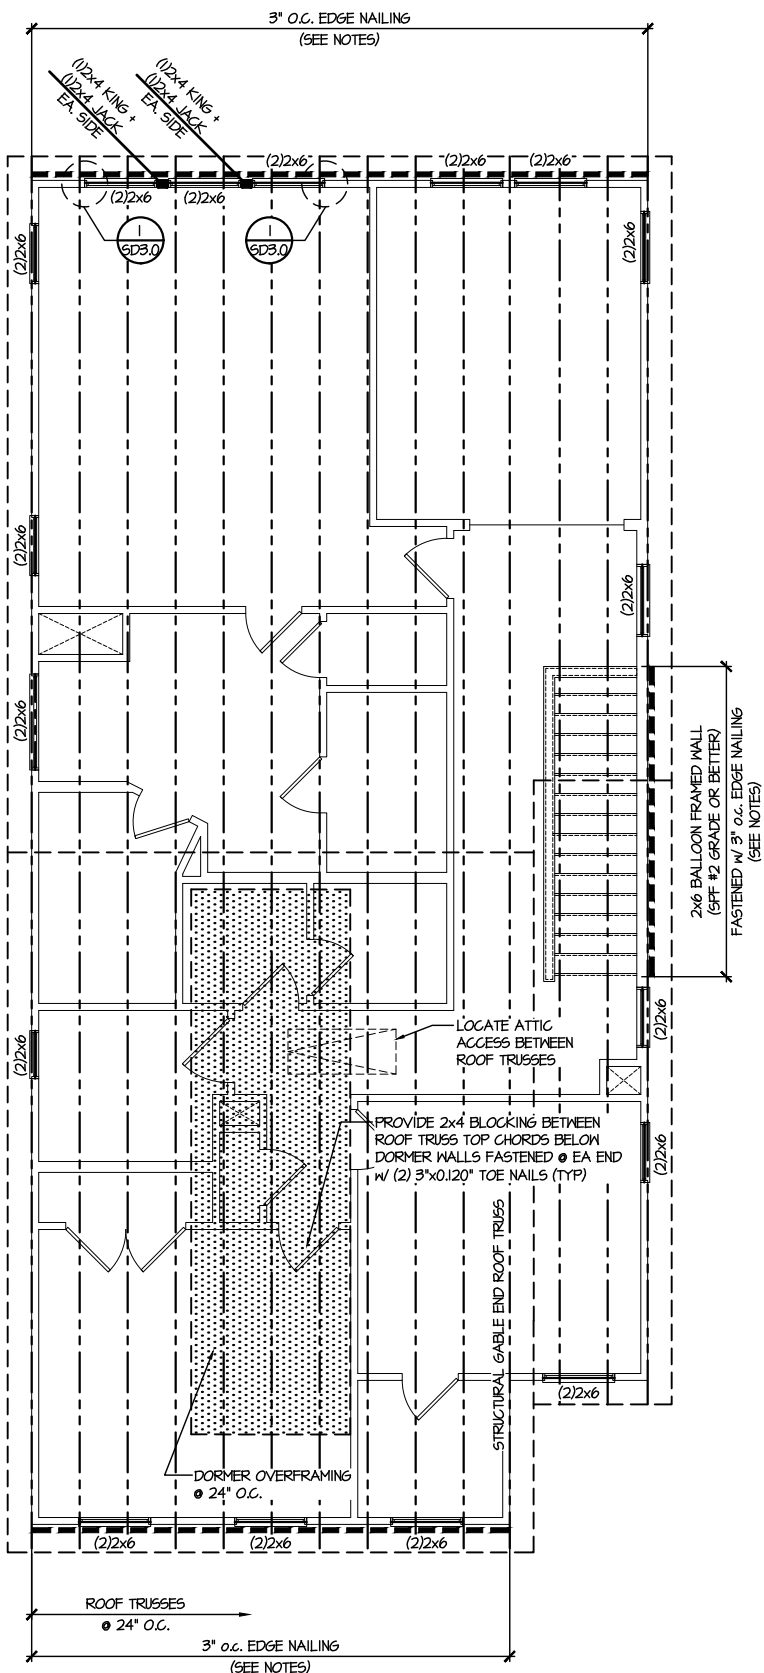 3" O.C. EDGE NAILING
(SEE NOTES)
(1)2x4 KING +
(1)2x4 JACK
EA. SIDE
(1)2x4 KING +
(1)2x4 JACK
EA. SIDE
(2)2x6
(2)2x6
(2)2x6
(2)2x6
(2)2x6
1
SD3.0
1
SD3.0
(2)2x6
(2)2x6
(2)2x6
(2)2x6
(2)2x6
2x6 BALLOON FRAMED WALL
(SPF #2 GRADE OR BETTER)
FASTENED W/ 3" o.c. EDGE NAILING
(SEE NOTES)
LOCATE ATTIC
ACCESS BETWEEN
ROOF TRUSSES
(2)2x6
(2)2x6
PROVIDE 2x4 BLOCKING BETWEEN
ROOF TRUSS TOP CHORDS BELOW
DORMER WALLS FASTENED @ EA END
W/ (2) 3"x0.120" TOE NAILS (TYP)
(2)2x6
STRUCTURAL GABLE END ROOF TRUSS
(2)2x6
DORMER OVERFRAMING
@ 24" O.C.
(2)2x6
(2)2x6
(2)2x6
ROOF TRUSSES
@ 24" O.C.
3" o.c. EDGE NAILING
(SEE NOTES)